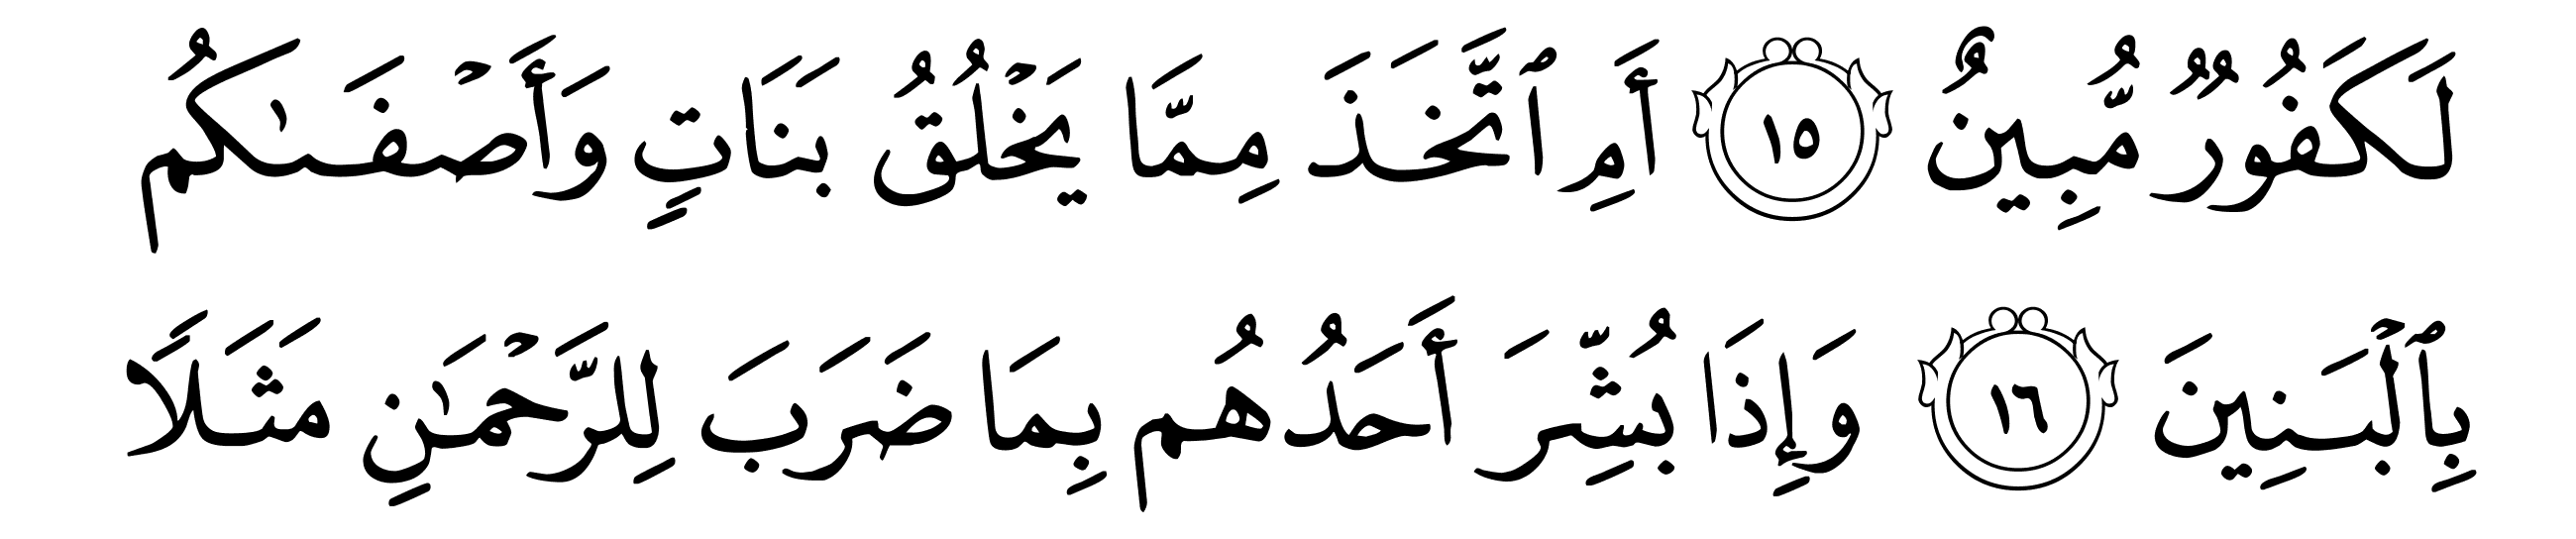 لَكَفُورٌ مُّبِينٌ ١٥ أَمِ ٱتَّخَذَ مِمَّا يَخۡلُقُ بَنَاتٍ وَأَصۡفَىٰكُم
بِٱلۡبَنِينَ ١٦ وَإِذَا بُشِّرَ أَحَدُهُم بِمَا ضَرَبَ لِلرَّحۡمَٰنِ مَثَلًا